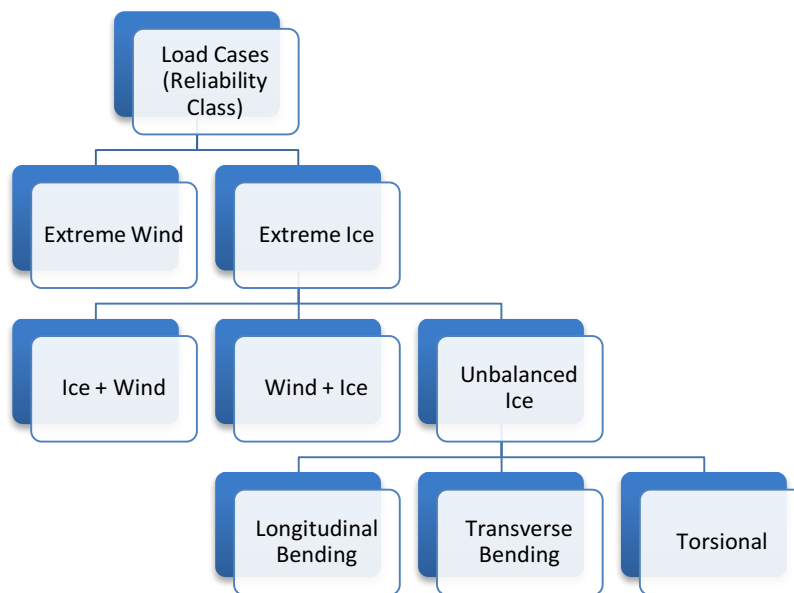 Load Cases
(Reliability
Class)
Extreme Wind
Extreme Ice
Ice + Wind
Wind + Ice
Unbalanced
Ice
Longitudinal
Bending
Transverse
Bending
Torsional